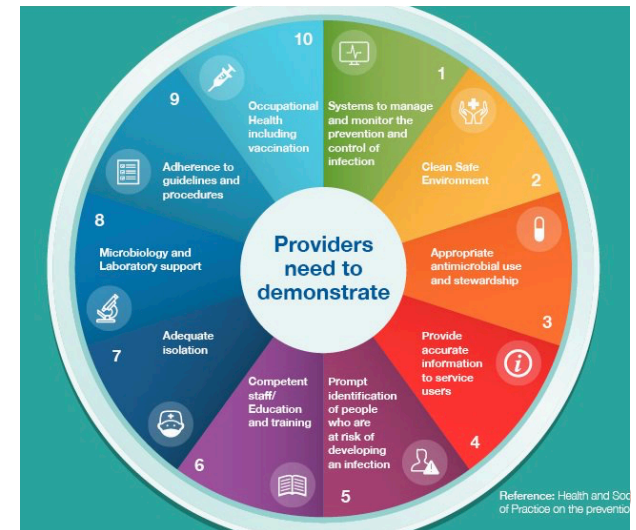 Providers
need to
demonstrate
1
Systems to manage
and monitor the
prevention and
control of
infection
2
Clean Safe
Environment
3
Appropriate
antimicrobial use
and stewardship
4
Provide
accurate
information
to service
users
5
Prompt
identification
of people
who are
at risk of
developing
an infection
6
Competent
staff/
Education
and training
7
Adequate
isolation
8
Microbiology and
Laboratory support
9
Adherence to
guidelines and
procedures
10
Occupational
Health
including
vaccination
i
Reference: Health and Soc
of Practice on the preventio